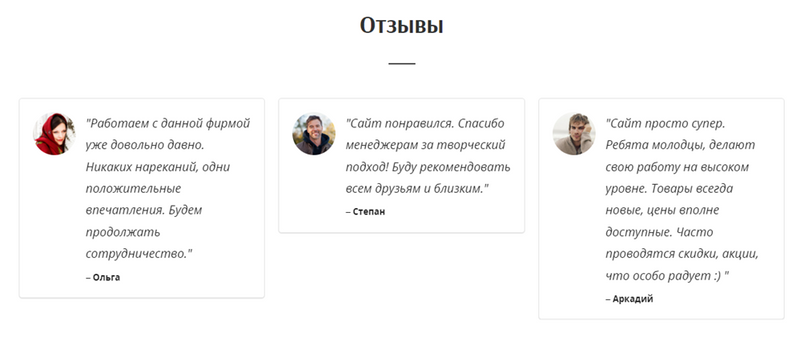 Отзывы
"Работаем с данной фирмой
уже довольно давно.
Никаких нареканий, одни
положительные
впечатления. Будем
продолжать
сотрудничество."
– Ольга
"Сайт понравился. Спасибо
менеджерам за творческий
подход! Буду рекомендовать
всем друзьям и близким."
– Степан
"Сайт просто супер.
Ребята молодцы, делают
свою работу на высоком
уровне. Товары всегда
новые, цены вполне
доступные. Часто
проводятся скидки, акции,
что особо радует :) "
– Аркадий